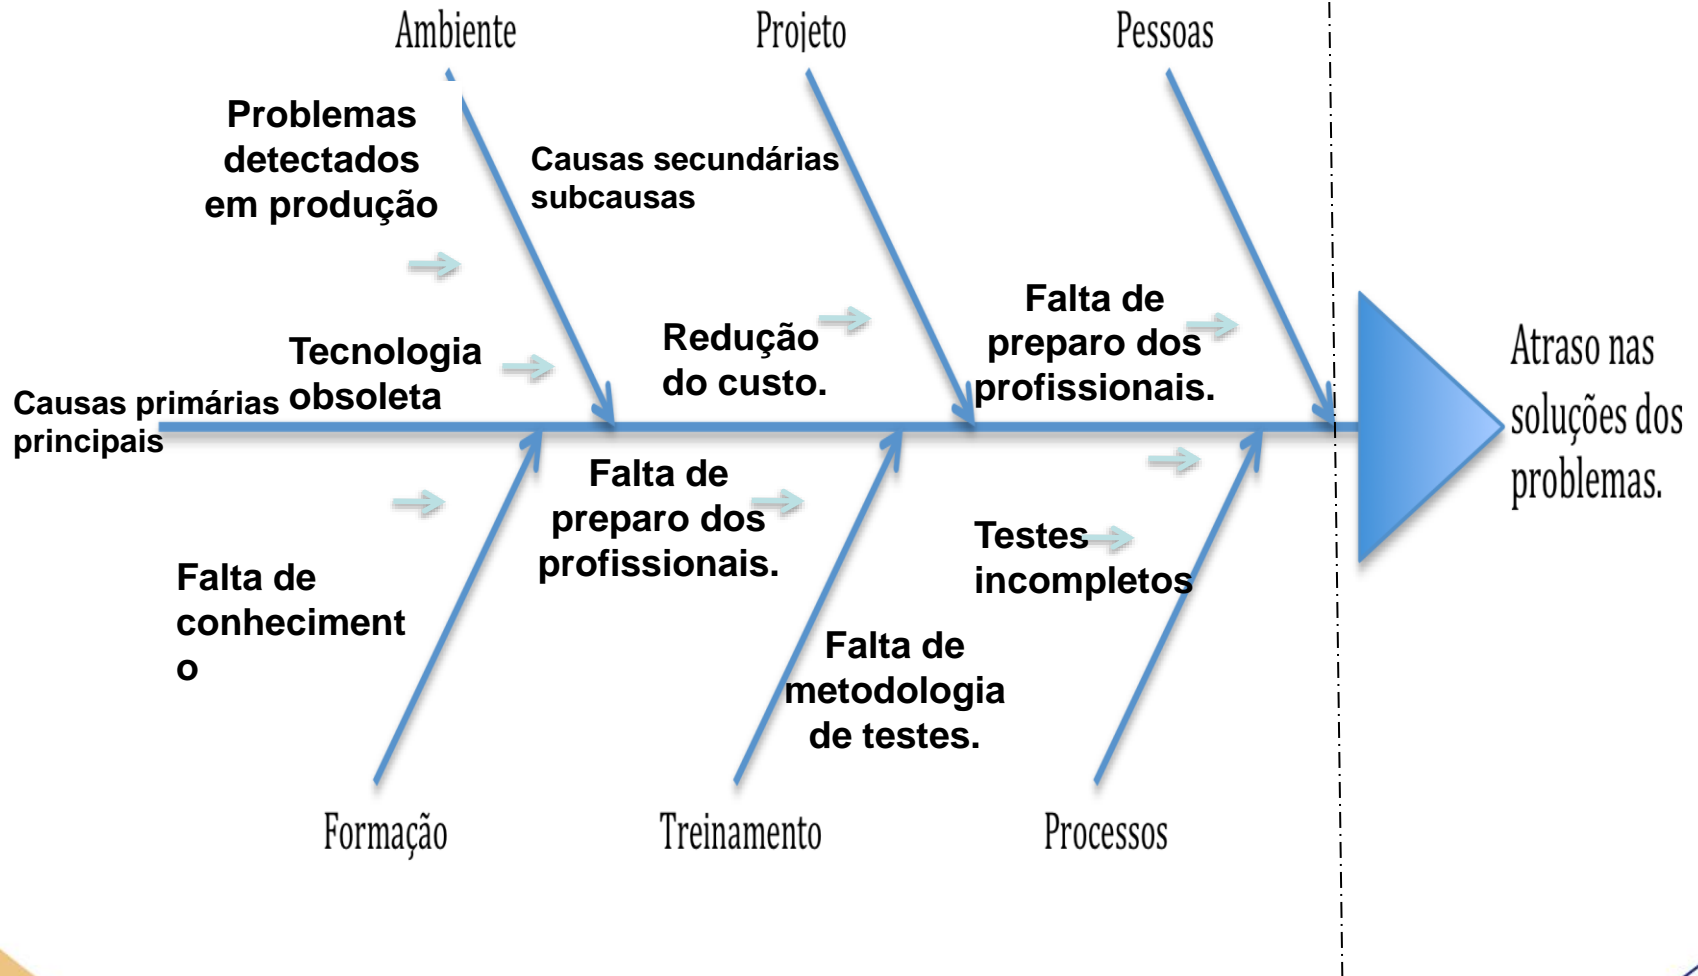 Ambiente
Projeto
Pessoas
Problemas
detectados
em produção
Causas secundárias
subcausas
Tecnologia
obsoleta
Redução
do custo.
Falta de
preparo dos
profissionais.
Atraso nas
soluções dos
problemas.
Causas primárias
principais
Falta de
conheciment
o
Falta de
preparo dos
profissionais.
Testes
incompletos
Falta de
metodologia
de testes.
Formação
Treinamento
Processos